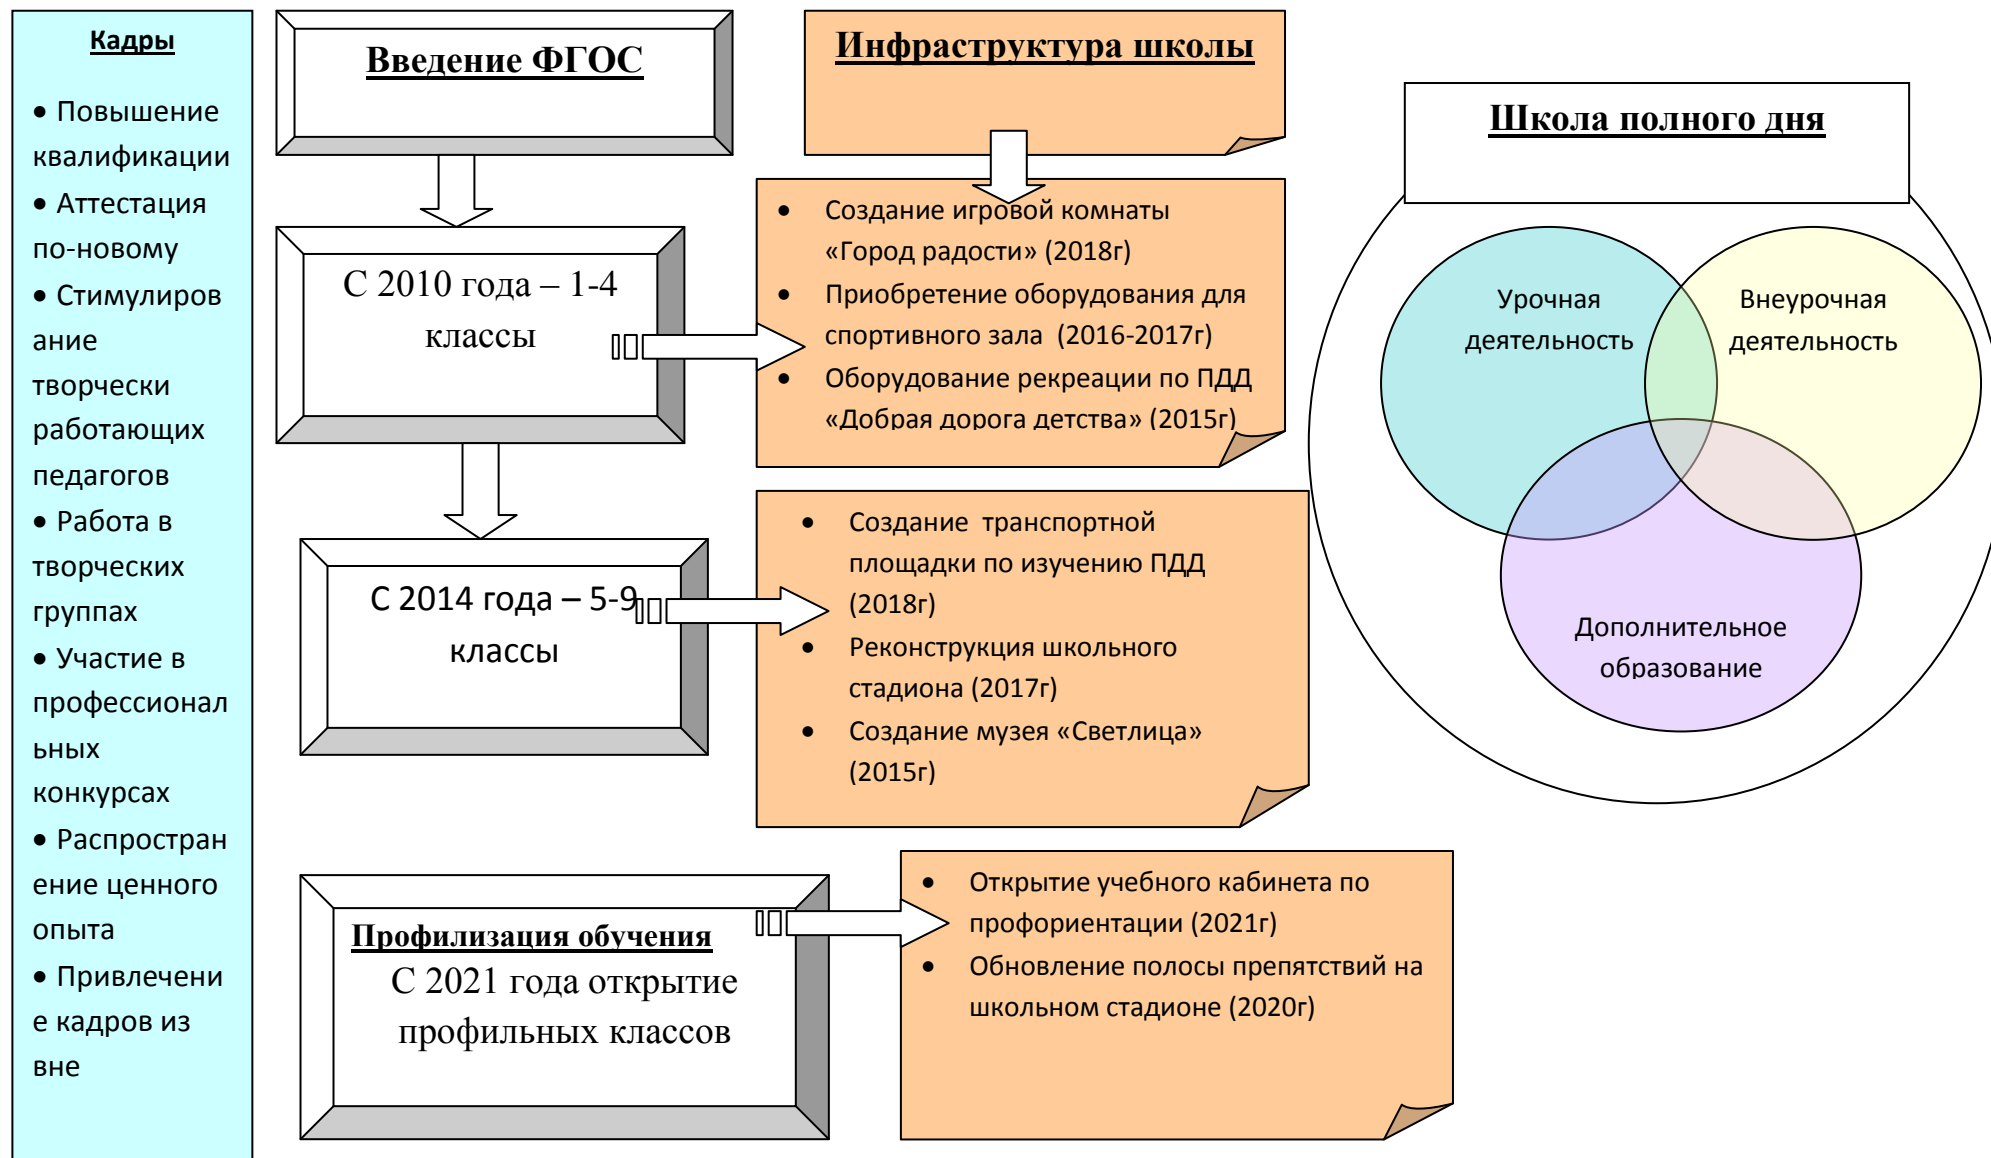 Кадры
• Повышение
квалификации
• Аттестация
по-новому
• Стимулиров
ание
творчески
работающих
педагогов
• Работа в
творческих
группах
• Участие в
профессионал
ьных
конкурсах
• Распростран
ение ценного
опыта
• Привлечени
е кадров из
вне
Введение ФГОС
С 2010 года – 1-4
классы
С 2014 года – 5-9
классы
Профилизация обучения
С 2021 года открытие
профильных классов
Инфраструктура школы
• Создание игровой комнаты
«Город радости» (2018г)
• Приобретение оборудования для
спортивного зала (2016-2017г)
• Оборудование рекреации по ПДД
«Добрая дорога детства» (2015г)
• Создание транспортной
площадки по изучению ПДД
(2018г)
• Реконструкция школьного
стадиона (2017г)
• Создание музея «Светлица»
(2015г)
• Открытие учебного кабинета по
профориентации (2021г)
• Обновление полосы препятствий на
школьном стадионе (2020г)
Школа полного дня
Урочная
деятельность
Внеурочная
деятельность
Дополнительное
образование